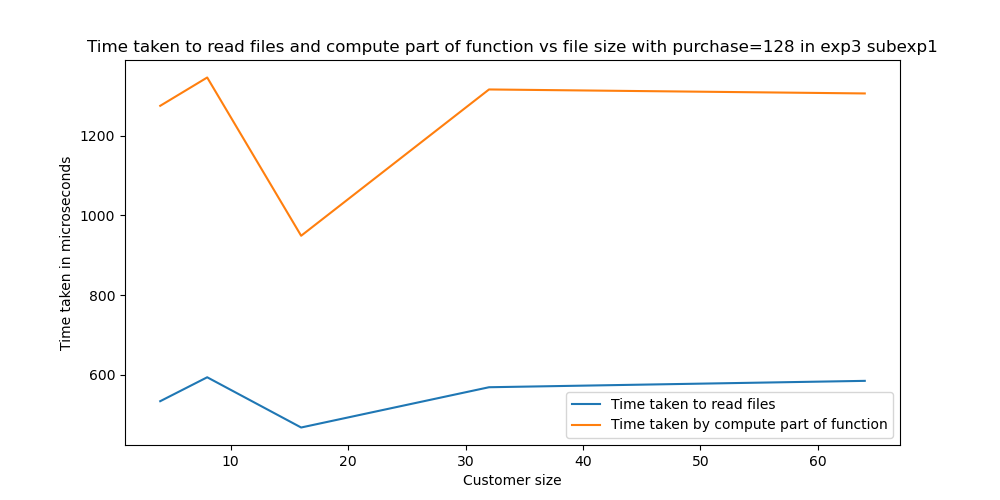 Time taken to read files and compute part of function vs file size with purchase=128 in exp3 subexp1
Time taken in microseconds
1200
1000
800
600
Time taken to read files
Time taken by compute part of function
10
20
30
40
50
60
Customer size